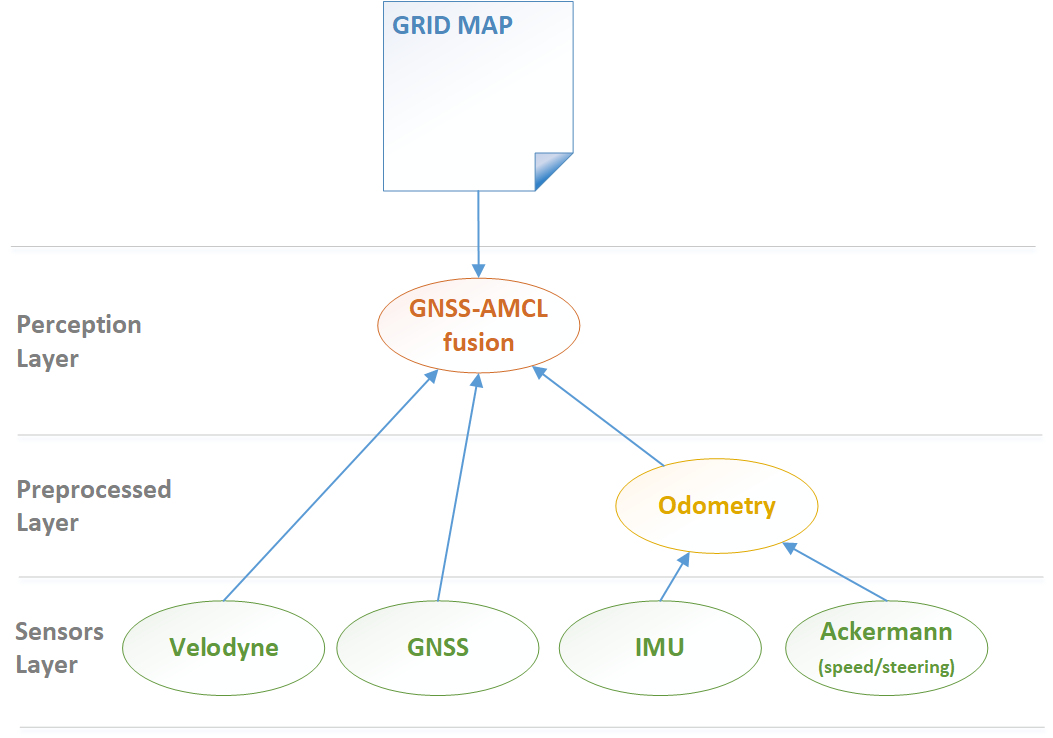 GRID MAP
Perception
Layer
GNSS-AMCL
fusion
Preprocessed
Layer
Odometry
Sensors
Layer
Velodyne
GNSS
IMU
Ackermann
(speed/steering)